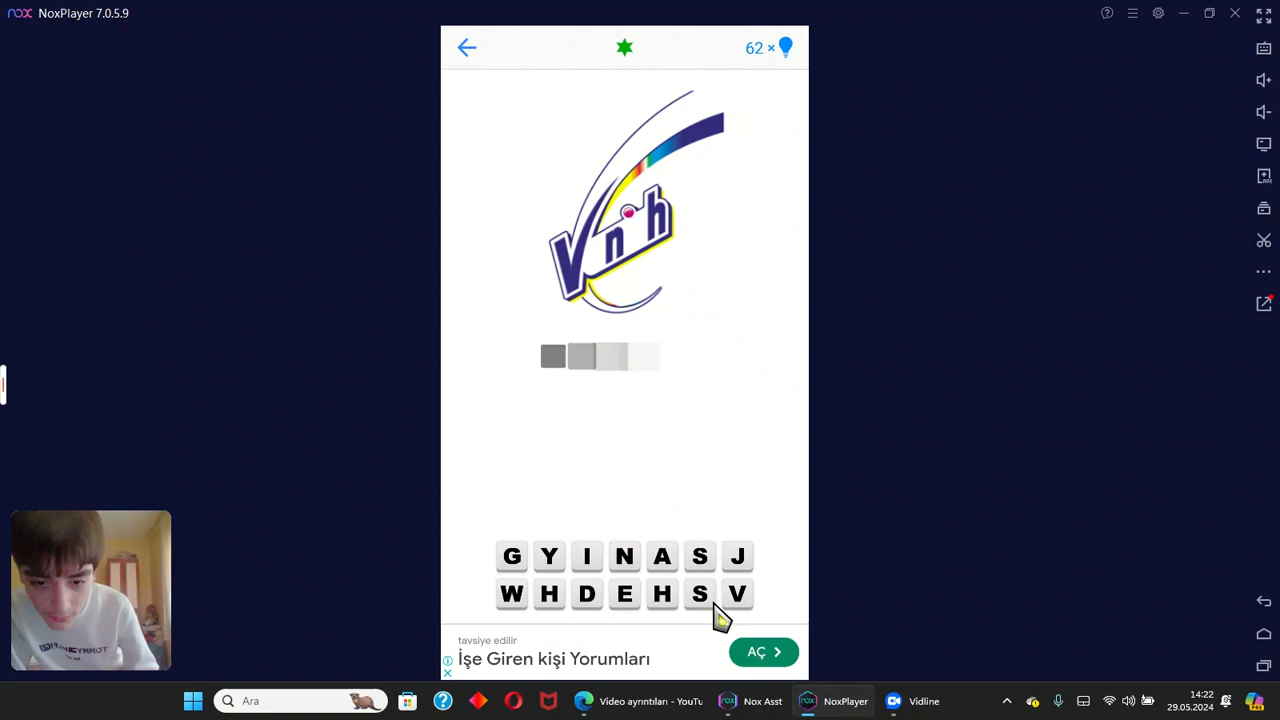 nox NoxPlayer 7.0.5.9
62 ×
V n h
G Y I N A S J
W H D E H S V
tavsiye edilir
İşe Giren kişi Yorumları
AÇ
Ara
Video ayrıntıları - YouTu
Nox Asst
NoxPlayer
Vidline
14:22
29.05.2024